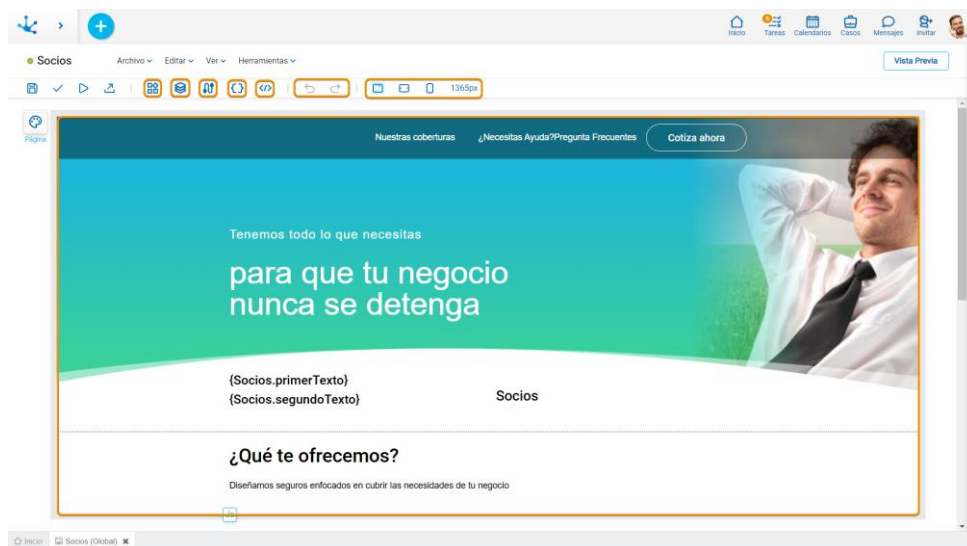 6
Inicio Tareas Calendarios Casos Mensajes Invitar
Socios Archivo Editar Ver Herramientas Vista Previa
1365px
Página
Nuestras coberturas ¿Necesitas Ayuda?Pregunta Frecuentes Cotiza ahora
Tenemos todo lo que necesitas
para que tu negocio
nunca se detenga
{Socios.primerTexto}
{Socios.segundoTexto} Socios
¿Qué te ofrecemos?
Diseñamos seguros enfocados en cubrir las necesidades de tu negocio
Js
Inicio Socios (Global)